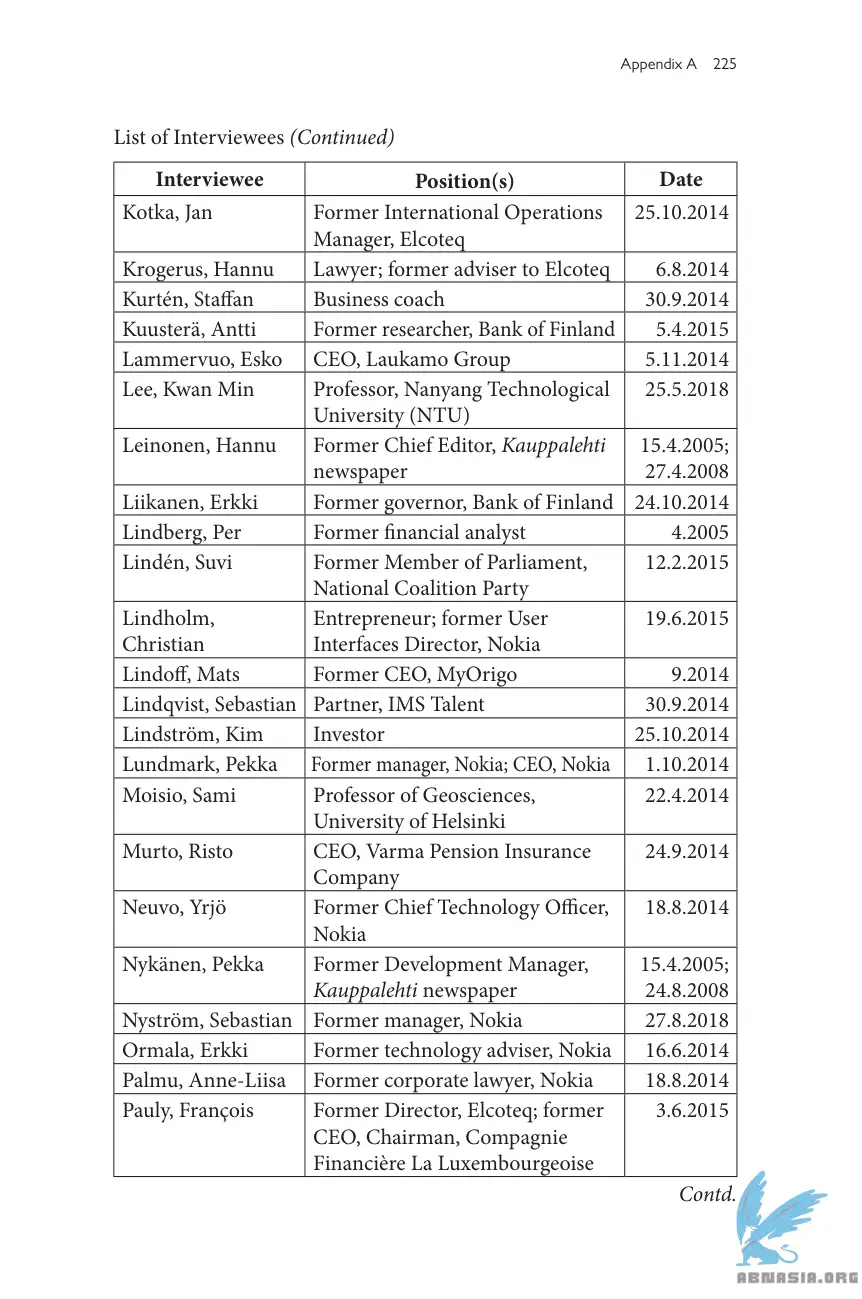 Appendix A 225
List of Interviewees (Continued)
Interviewee Position(s) Date
Kotka, Jan Former International Operations 25.10.2014
Manager, Elcoteq
Krogerus, Hannu Lawyer; former adviser to Elcoteq 6.8.2014
Kurtén, Staffan Business coach 30.9.2014
Kuusterä, Antti Former researcher, Bank of Finland 5.4.2015
Lammervuo, Esko CEO, Laukamo Group 5.11.2014
Lee, Kwan Min Professor, Nanyang Technological 25.5.2018
University (NTU)
Leinonen, Hannu Former Chief Editor, Kauppalehti 15.4.2005;
newspaper 27.4.2008
Liikanen, Erkki Former governor, Bank of Finland 24.10.2014
Lindberg, Per Former financial analyst 4.2005
Lindén, Suvi Former Member of Parliament, 12.2.2015
National Coalition Party
Lindholm, Entrepreneur; former User 19.6.2015
Christian Interfaces Director, Nokia
Lindoff, Mats Former CEO, MyOrigo 9.2014
Lindqvist, Sebastian Partner, IMS Talent 30.9.2014
Lindström, Kim Investor 25.10.2014
Lundmark, Pekka Former manager, Nokia; CEO, Nokia 1.10.2014
Moisio, Sami Professor of Geosciences, 22.4.2014
University of Helsinki
Murto, Risto CEO, Varma Pension Insurance 24.9.2014
Company
Neuvo, Yrjö Former Chief Technology Officer, 18.8.2014
Nokia
Nykänen, Pekka Former Development Manager, 15.4.2005;
Kauppalehti newspaper 24.8.2008
Nyström, Sebastian Former manager, Nokia 27.8.2018
Ormala, Erkki Former technology adviser, Nokia 16.6.2014
Palmu, Anne-Liisa Former corporate lawyer, Nokia 18.8.2014
Pauly, François Former Director, Elcoteq; former 3.6.2015
CEO, Chairman, Compagnie
Financière La Luxembourgeoise
Contd.
ABNASIA.ORG